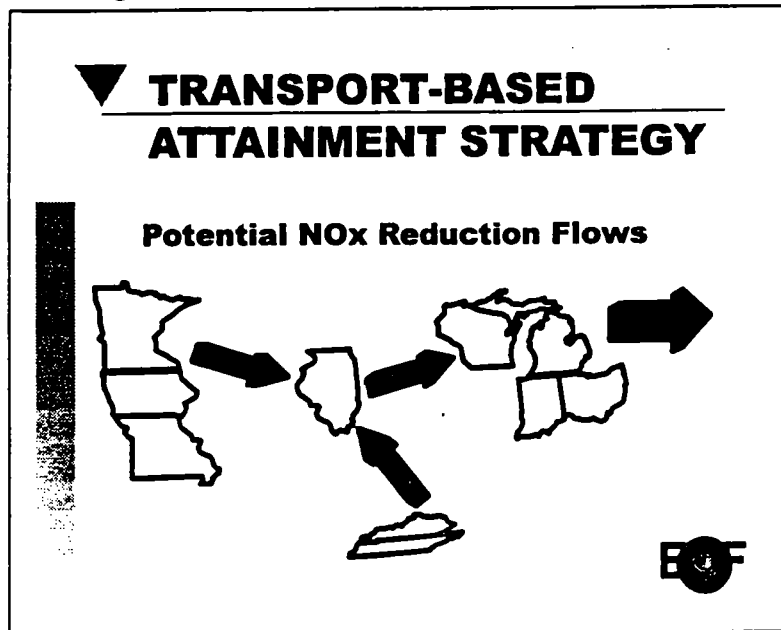 TRANSPORT-BASED
ATTAINMENT STRATEGY
Potential NOx Reduction Flows